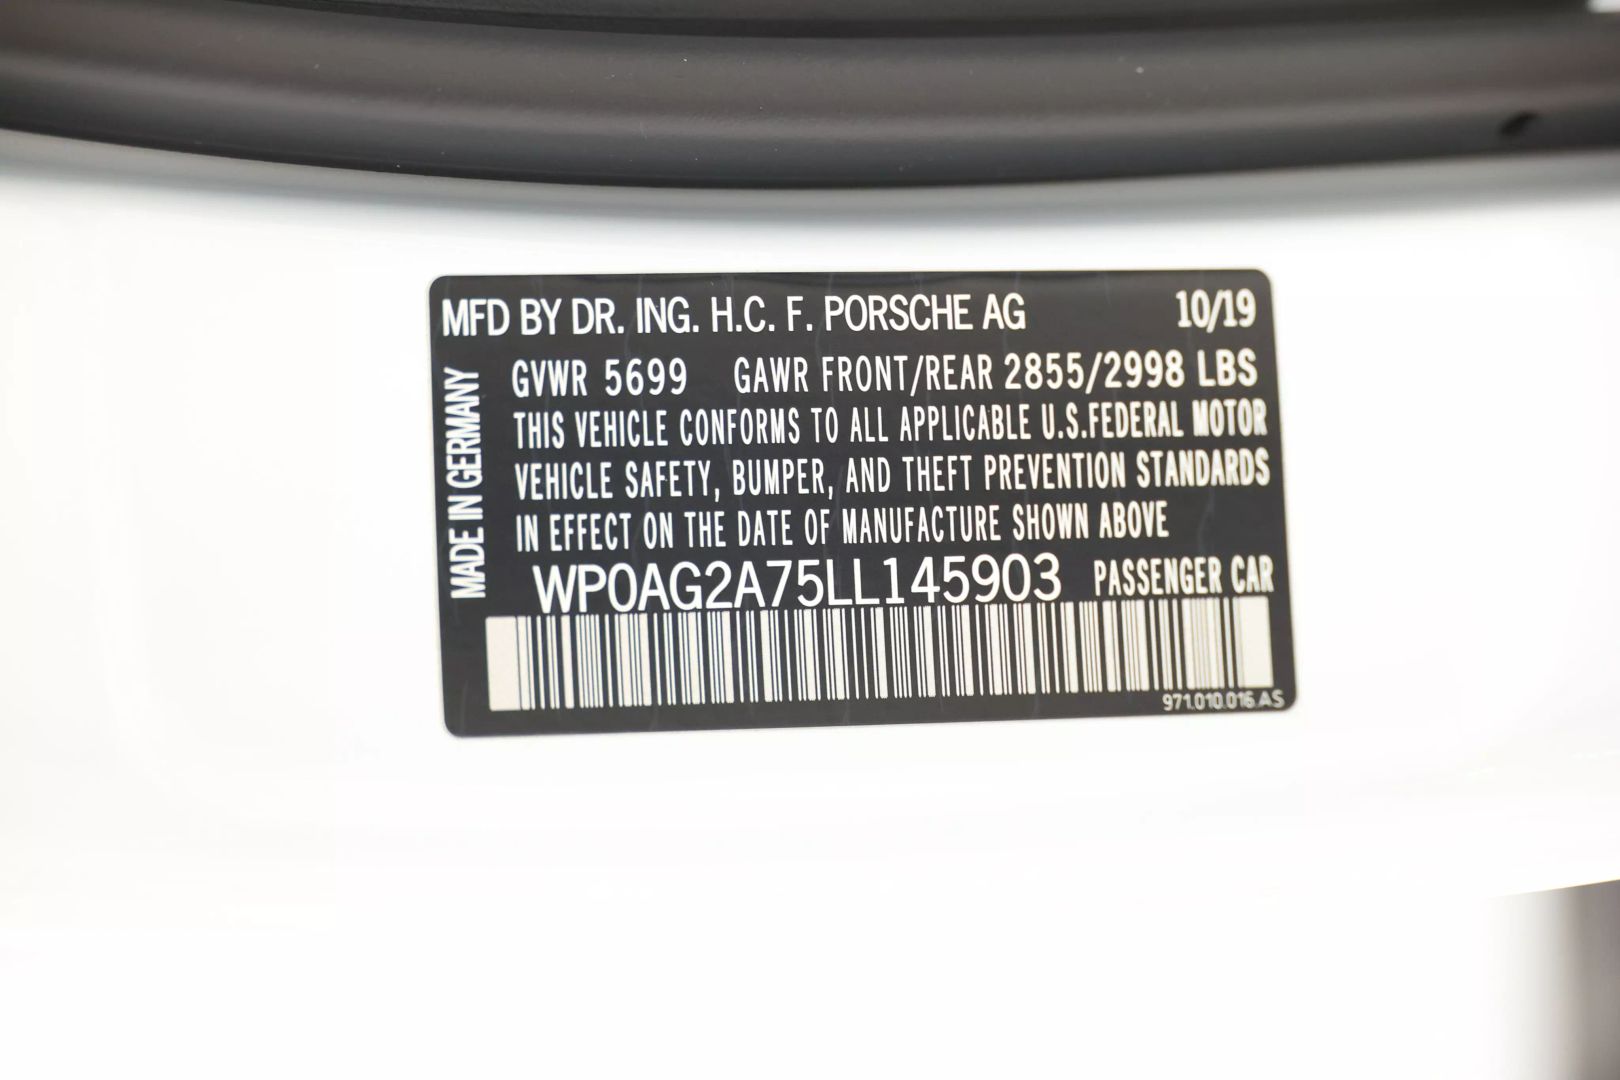 MFD BY DR. ING. H.C. F. PORSCHE AG 10/19
MADE IN GERMANY
GVWR 5699 GAWR FRONT/REAR 2855/2998 LBS
THIS VEHICLE CONFORMS TO ALL APPLICABLE U.S.FEDERAL MOTOR
VEHICLE SAFETY, BUMPER, AND THEFT PREVENTION STANDARDS
IN EFFECT ON THE DATE OF MANUFACTURE SHOWN ABOVE
WP0AG2A75LL145903 PASSENGER CAR
971.010.016.AS